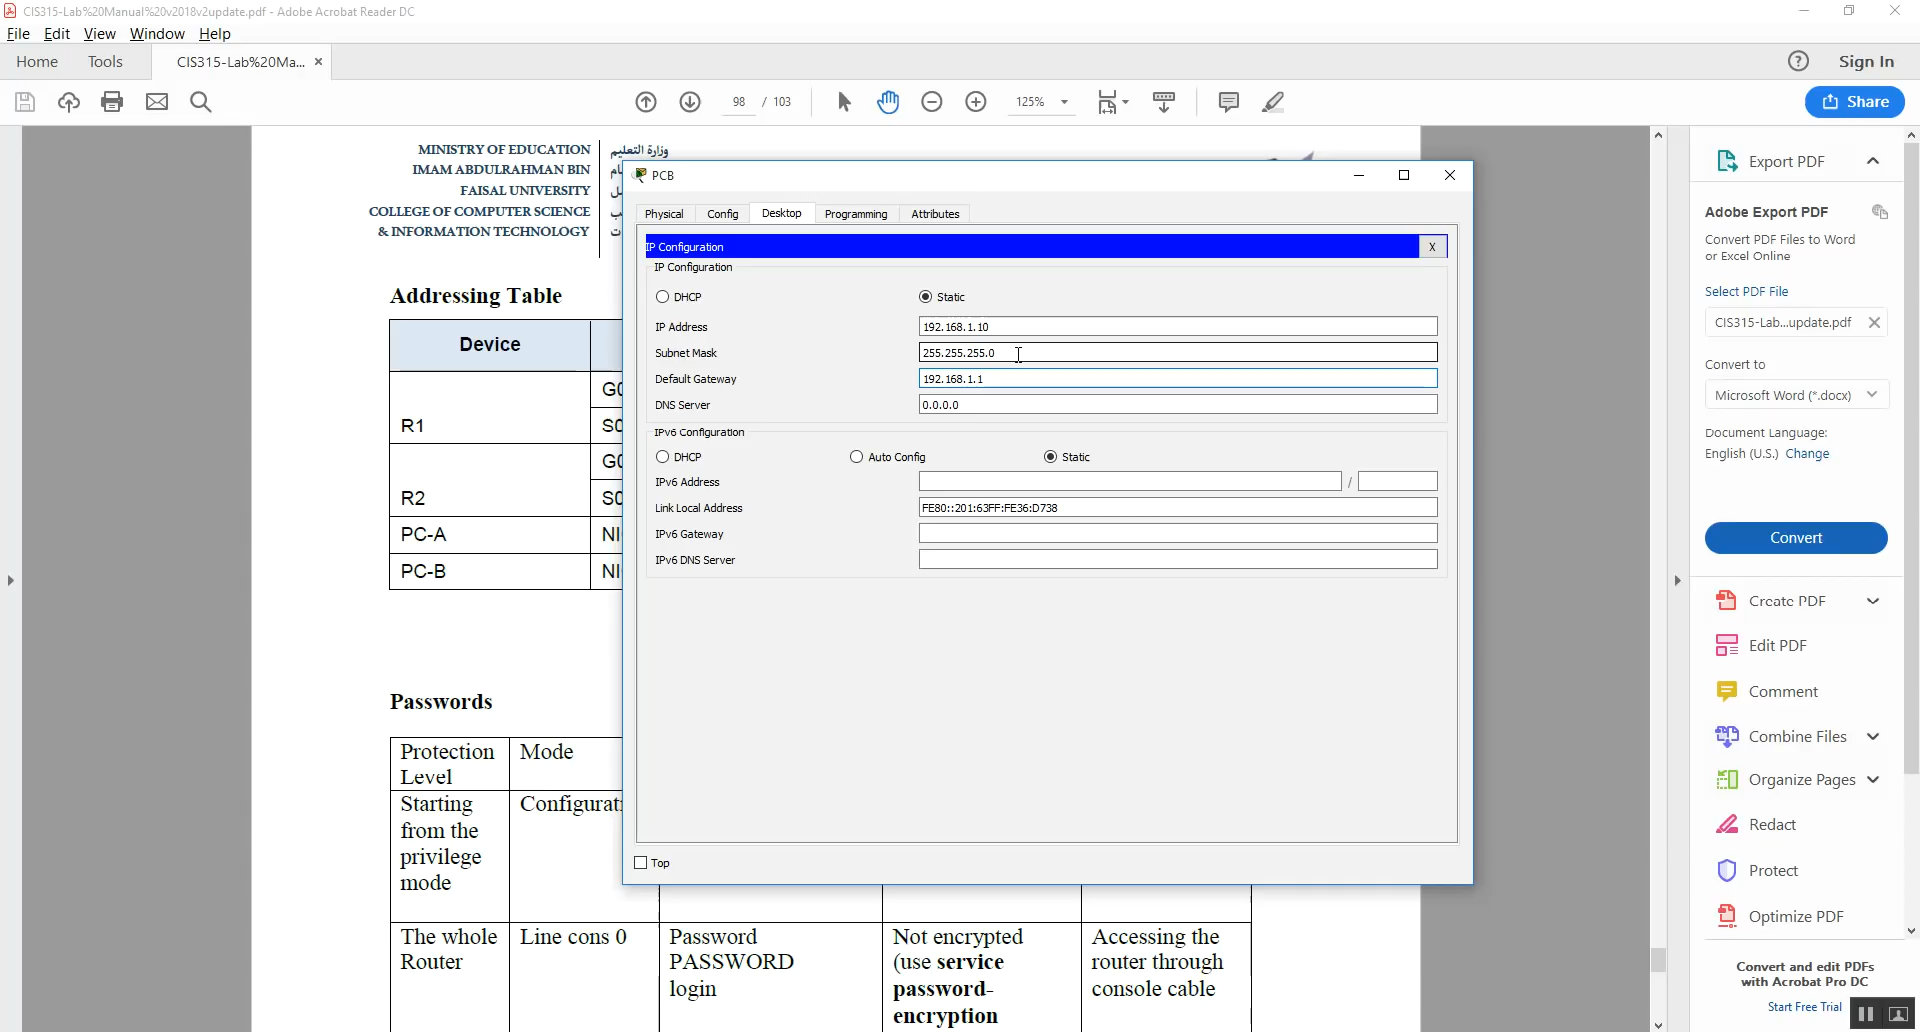 CIS315-Lab%20Manual%20v2018v2update.pdf - Adobe Acrobat Reader DC
File Edit View Window Help
Home Tools CIS315-Lab%20Ma... × Sign In
98 / 103 125% Share
MINISTRY OF EDUCATION
وزارة التعليم
IMAM ABDULRAHMAN BIN
FAISAL UNIVERSITY
COLLEGE OF COMPUTER SCIENCE
& INFORMATION TECHNOLOGY
Addressing Table
Device
R1
G0
S0
R2
G0
S0
PC-A NI
PC-B NI
Passwords
Protection
Level
Mode
Starting
from the
privilege
mode
Configurati
The whole
Router
Line cons 0
Password
PASSWORD
login
Not encrypted
(use service
password-
encryption
Accessing the
router through
console cable
PCB
Physical Config Desktop Programming Attributes
IP Configuration X
IP Configuration
DHCP Static
IP Address 192.168.1.10
Subnet Mask 255.255.255.0
Default Gateway 192.168.1.1
DNS Server 0.0.0.0
IPv6 Configuration
DHCP Auto Config Static
IPv6 Address /
Link Local Address FE80::201:63FF:FE36:D738
IPv6 Gateway
IPv6 DNS Server
Top
Export PDF
Adobe Export PDF
Convert PDF Files to Word
or Excel Online
Select PDF File
CIS315-Lab...update.pdf
Convert to
Microsoft Word (*.docx)
Document Language:
English (U.S.) Change
Convert
Create PDF
Edit PDF
Comment
Combine Files
Organize Pages
Redact
Protect
Optimize PDF
Convert and edit PDFs
with Acrobat Pro DC
Start Free Trial